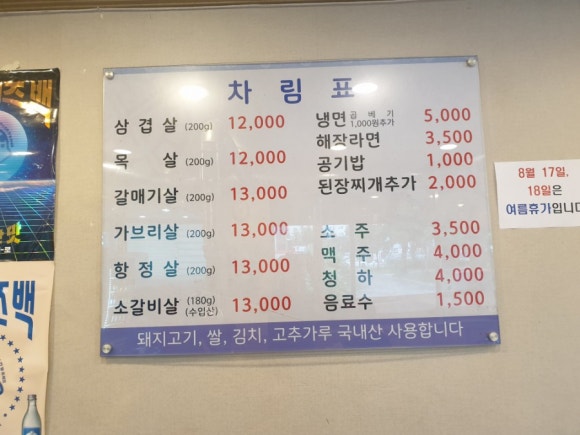 차림표
삼겹살 (200g) 12,000
목살 (200g) 12,000
갈매기살 (200g) 13,000
가브리살 (200g) 13,000
항정살 (200g) 13,000
소갈비살 (180g) (수입산) 13,000
냉면 곱빼기 1,000원추가 5,000
해장라면 3,500
공기밥 1,000
된장찌개추가 2,000
소주 3,500
맥주 4,000
청하 4,000
음료수 1,500
돼지고기, 쌀, 김치, 고추가루 국내산 사용합니다
8월 17일,
18일은
여름휴가입니다